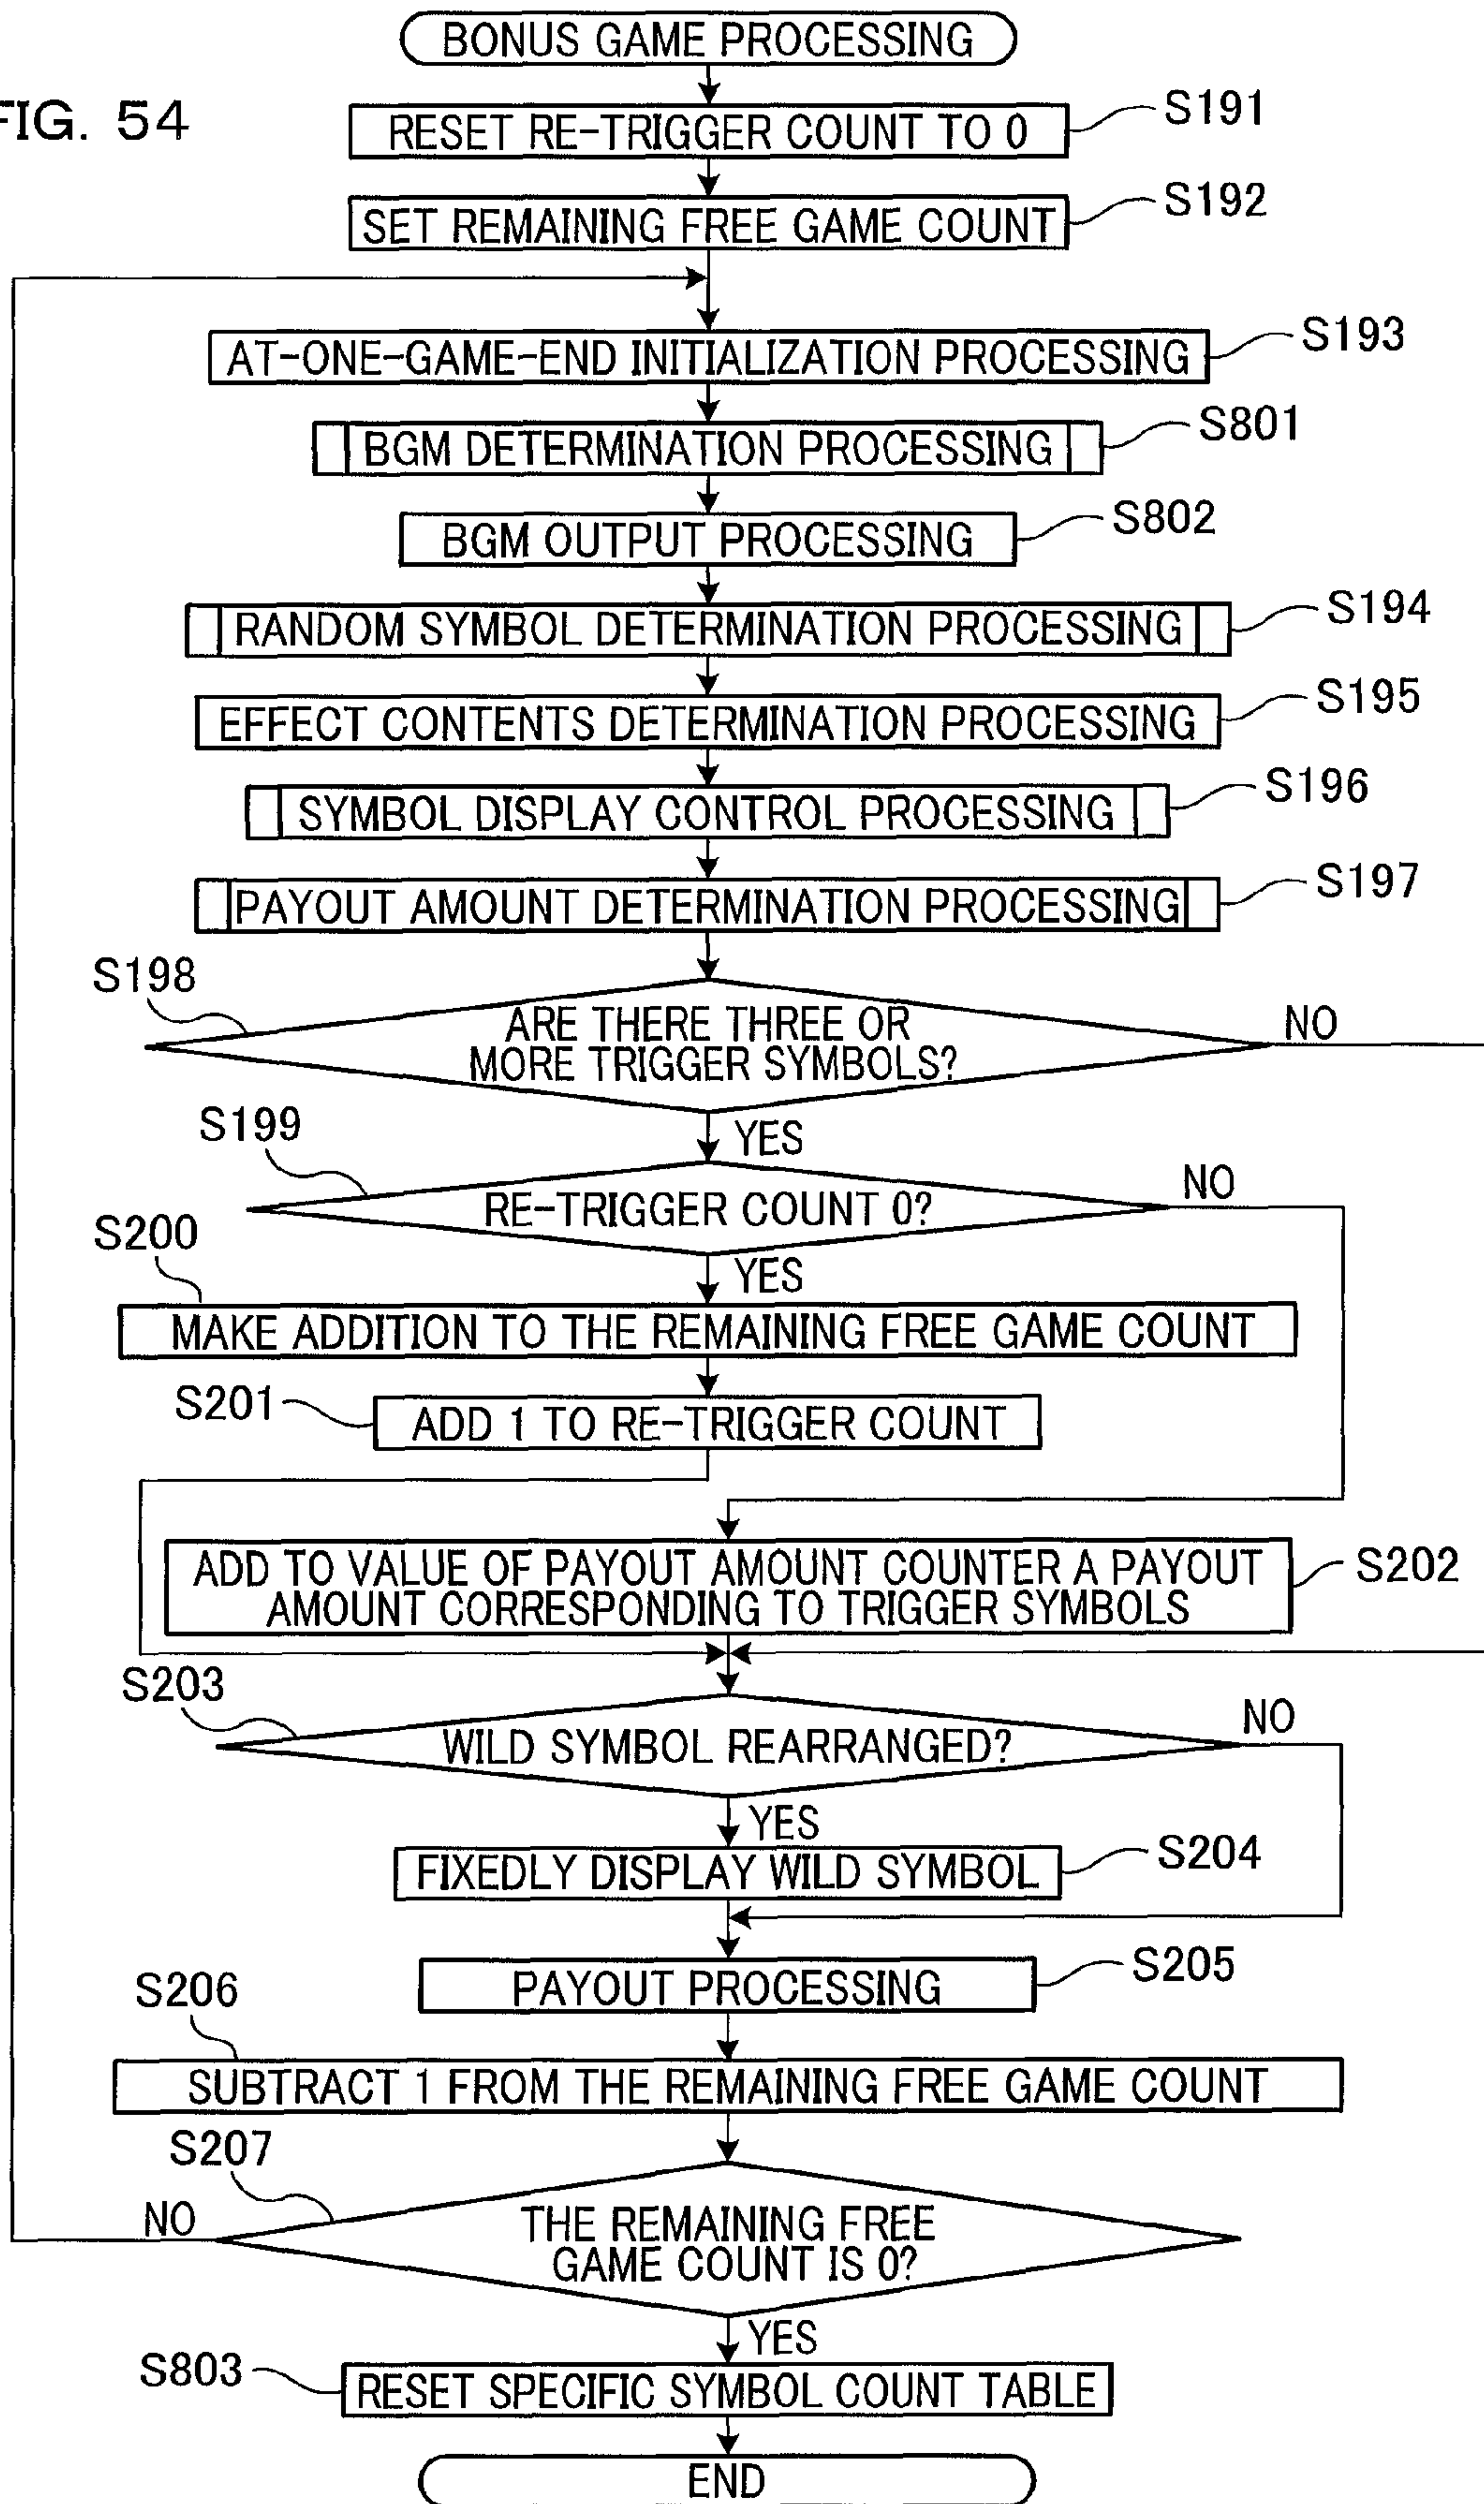 BONUS GAME PROCESSING
FIG. 54
RESET RE-TRIGGER COUNT TO 0
S191
SET REMAINING FREE GAME COUNT
S192
AT-ONE-GAME-END INITIALIZATION PROCESSING
S193
BGM DETERMINATION PROCESSING
S801
BGM OUTPUT PROCESSING
S802
RANDOM SYMBOL DETERMINATION PROCESSING
S194
EFFECT CONTENTS DETERMINATION PROCESSING
S195
SYMBOL DISPLAY CONTROL PROCESSING
S196
PAYOUT AMOUNT DETERMINATION PROCESSING
S197
S198
ARE THERE THREE OR
MORE TRIGGER SYMBOLS?
NO
YES
S199
RE-TRIGGER COUNT 0?
NO
YES
S200
MAKE ADDITION TO THE REMAINING FREE GAME COUNT
S201
ADD 1 TO RE-TRIGGER COUNT
ADD TO VALUE OF PAYOUT AMOUNT COUNTER A PAYOUT
AMOUNT CORRESPONDING TO TRIGGER SYMBOLS
S202
S203
WILD SYMBOL REARRANGED?
NO
YES
FIXEDLY DISPLAY WILD SYMBOL
S204
PAYOUT PROCESSING
S205
S206
SUBTRACT 1 FROM THE REMAINING FREE GAME COUNT
S207
NO
THE REMAINING FREE
GAME COUNT IS 0?
YES
S803
RESET SPECIFIC SYMBOL COUNT TABLE
END